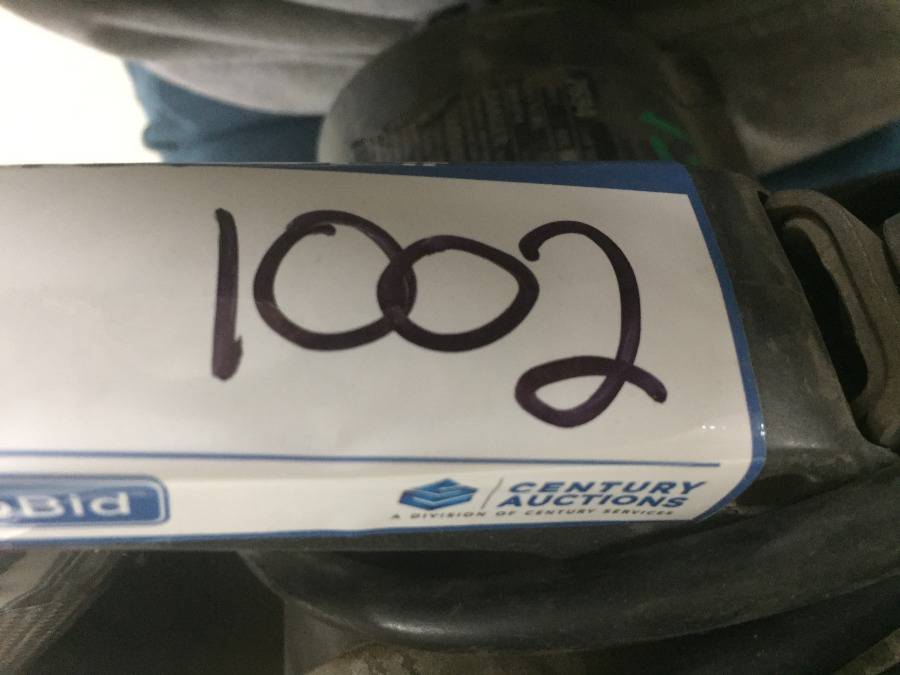 1002
Bid
CENTURY
AUCTIONS
A DIVISION OF CENTURY SERVICES